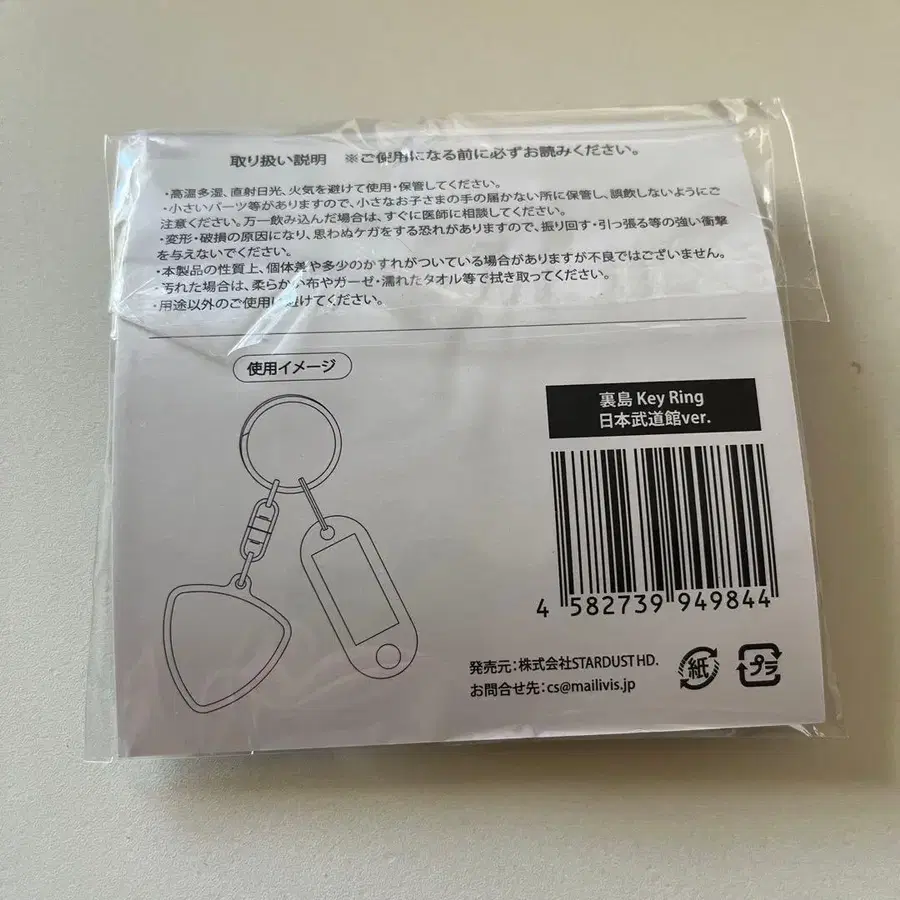 取り扱い説明　※ご使用になる前に必ずお読みください。
・高温多湿、直射日光、火気を避けて使用・保管してください。
・小さいパーツ等がありますので、小さなお子さまの手の届かない所に保管し、誤飲しないようにご
注意ください。万一飲み込んだ場合は、すぐに医師に相談してください。
・変形・破損の原因になり、思わぬケガをする恐れがありますので、振り回す・引っ張る等の強い衝撃
を与えないでください。
・本製品の性質上、個体差や多少のかすれがついている場合がありますが不良ではございません。
・汚れた場合は、柔らかい布やガーゼ・濡れたタオル等で拭き取ってください。
・用途以外のご使用は避けてください。
使用イメージ
裏島 Key Ring
日本武道館ver.
4 582739 949844
発売元：株式会社STARDUST HD.
お問合せ先：cs@mailivis.jp
紙
プラ